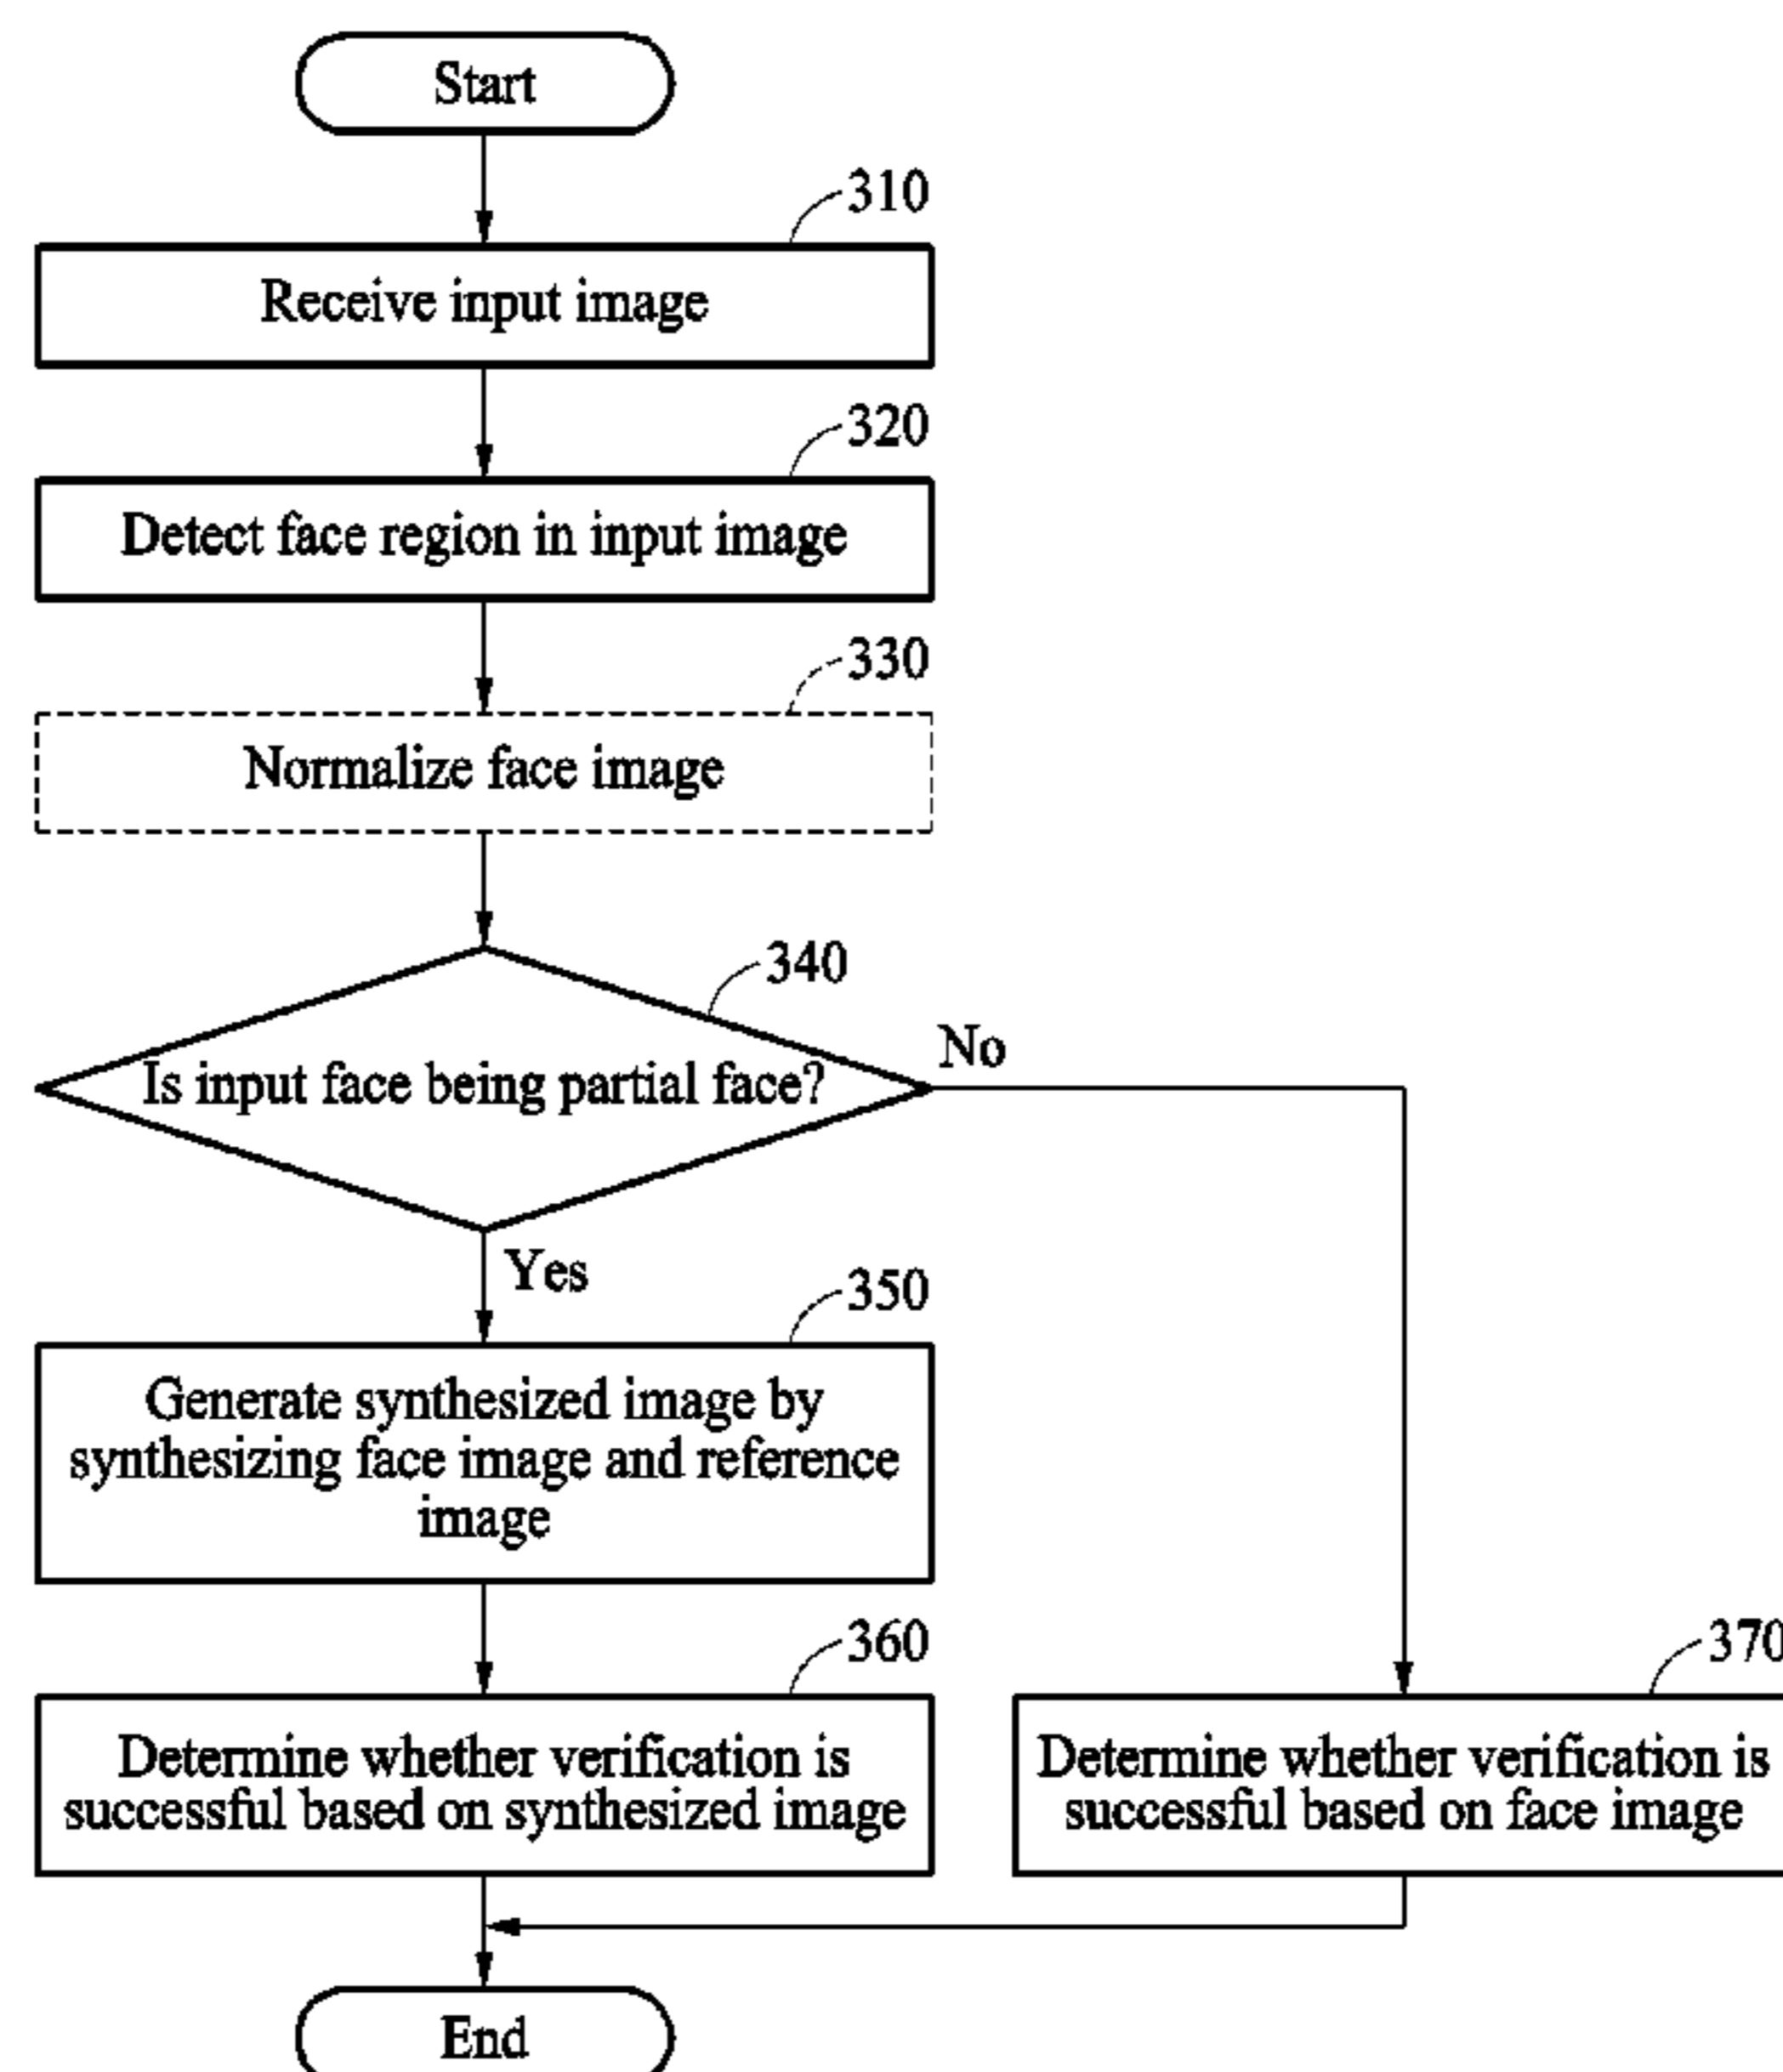 Start
310
Receive input image
320
Detect face region in input image
330
Normalize face image
340
Is input face being partial face?
No
Yes
350
Generate synthesized image by
synthesizing face image and reference
image
360
Determine whether verification is
successful based on synthesized image
370
Determine whether verification is
successful based on face image
End